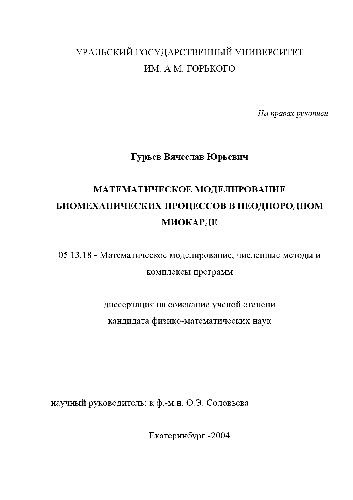 УРАЛЬСКИЙ ГОСУДАРСТВЕННЫЙ УНИВЕРСИТЕТ
ИМ. А.М. ГОРЬКОГО
На правах рукописи
Гурьев Вячеслав Юрьевич
МАТЕМАТИЧЕСКОЕ МОДЕЛИРОВАНИЕ
БИОМЕХАНИЧЕСКИХ ПРОЦЕССОВ В НЕОДНОРОДНОМ
МИОКАРДЕ
05.13.18 - Математическое моделирование, численные методы и
комплексы программ
диссертация на соискание ученой степени
кандидата физико-математических наук
научный руководитель: к.ф.-м.н. О.Э. Соловьева
Екатеринбург -2004